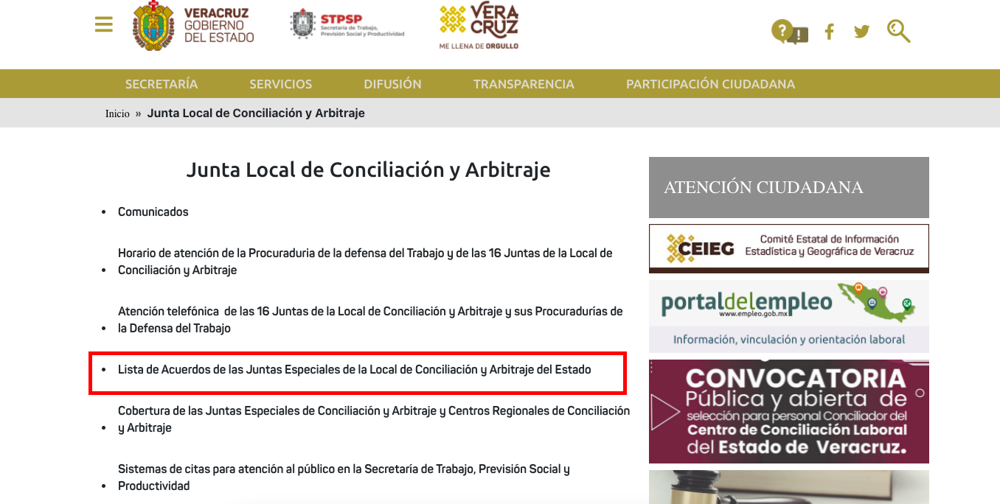 VERACRUZ
GOBIERNO
DEL ESTADO
STPSP
Secretaría de Trabajo,
Previsión Social y Productividad
VERA
CRUZ
ME LLENA DE ORGULLO
? !
SECRETARÍA SERVICIOS DIFUSIÓN TRANSPARENCIA PARTICIPACIÓN CIUDADANA
Inicio » Junta Local de Conciliación y Arbitraje
Junta Local de Conciliación y Arbitraje
• Comunicados
Horario de atención de la Procuraduria de la defensa del Trabajo y de las 16 Juntas de la Local de
• Conciliación y Arbitraje
Atención telefónica de las 16 Juntas de la Local de Conciliación y Arbitraje y sus Procuradurías de
• la Defensa del Trabajo
• Lista de Acuerdos de las Juntas Especiales de la Local de Conciliación y Arbitraje del Estado
Cobertura de las Juntas Especiales de Conciliación y Arbitraje y Centros Regionales de Conciliación
• y Arbitraje
Sistemas de citas para atención al público en la Secretaría de Trabajo, Previsión Social y
• Productividad
ATENCIÓN CIUDADANA
CEIEG
Comité Estatal de Información
Estadística y Geográfica de Veracruz
portaldelempleo
www.empleo.gob.mx
Información, vinculación y orientación laboral
CONVOCATORIA
Pública y abierta de
selección para personal Conciliador del
Centro de Conciliación Laboral
del Estado de Veracruz.